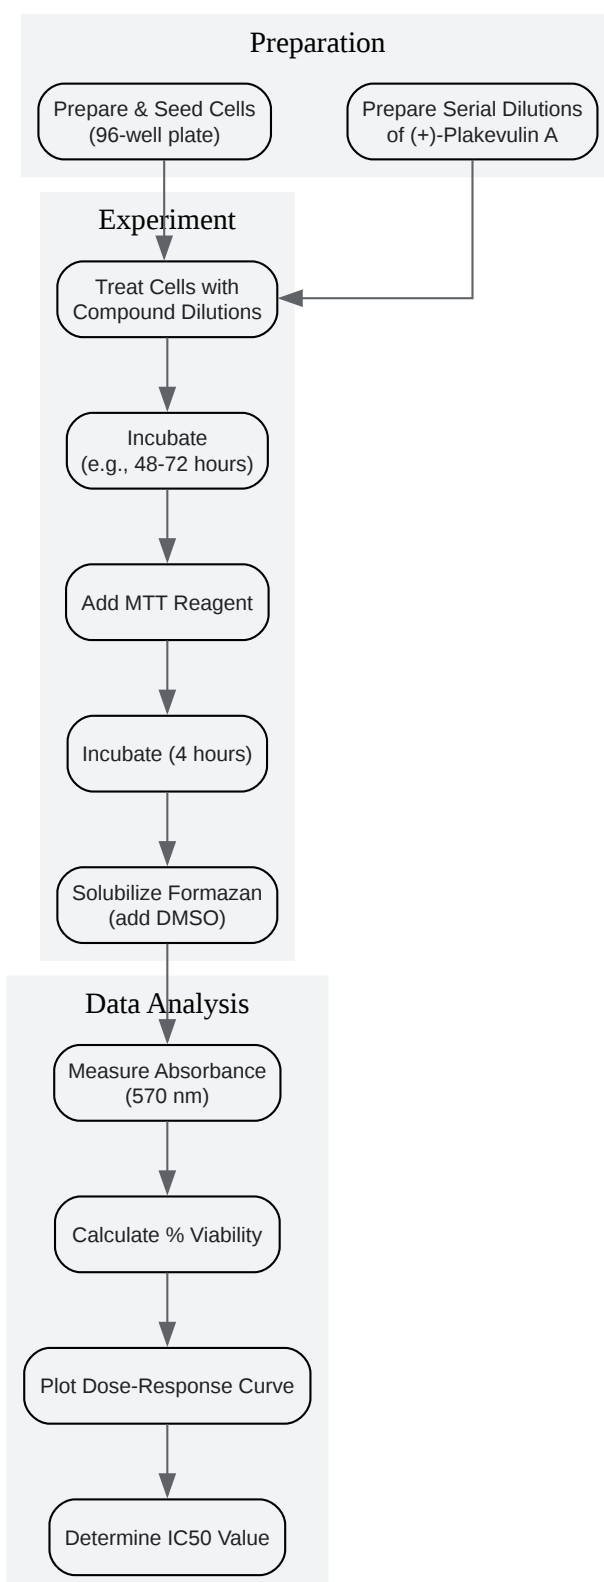 Preparation
Prepare & Seed Cells
(96-well plate)
Prepare Serial Dilutions
of (+)-Plakevulin A
Experiment
Treat Cells with
Compound Dilutions
Incubate
(e.g., 48-72 hours)
Add MTT Reagent
Incubate (4 hours)
Solubilize Formazan
(add DMSO)
Data Analysis
Measure Absorbance
(570 nm)
Calculate % Viability
Plot Dose-Response Curve
Determine IC50 Value